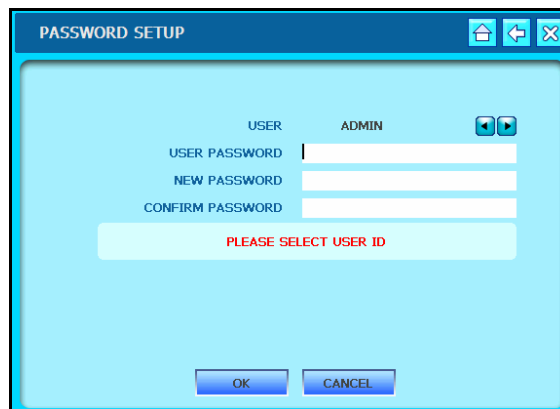 PASSWORD SETUP
USER ADMIN
USER PASSWORD
NEW PASSWORD
CONFIRM PASSWORD
PLEASE SELECT USER ID
OK CANCEL